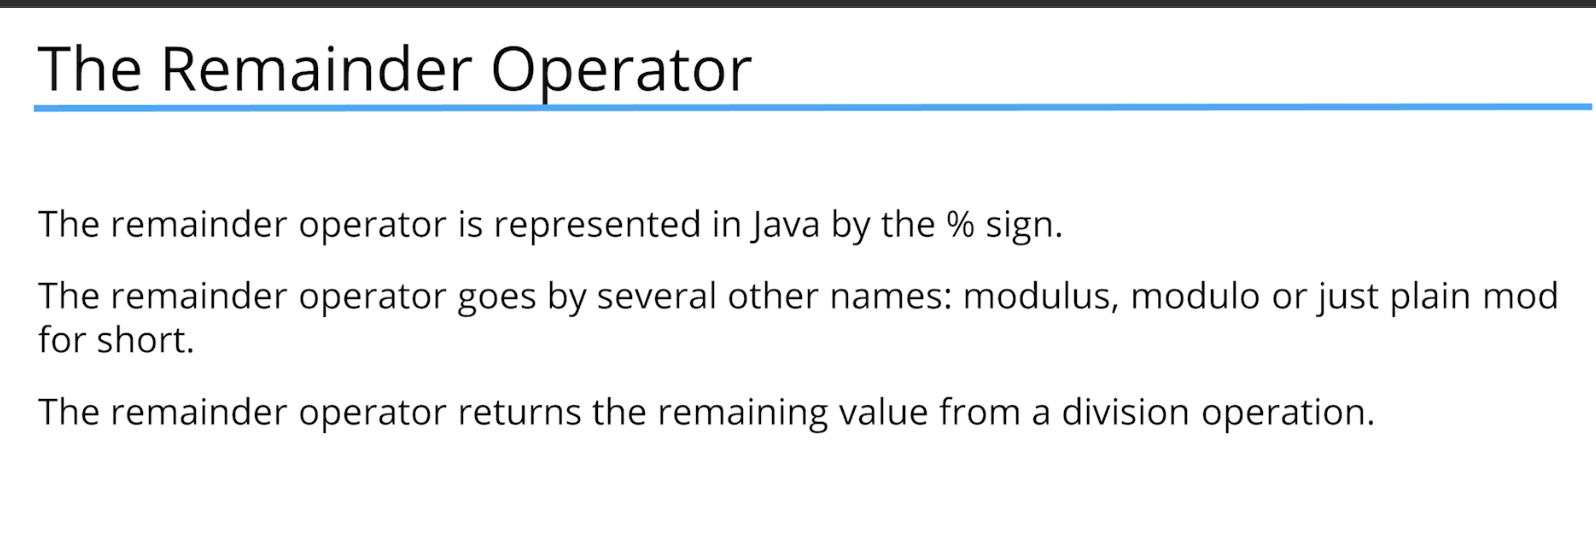 The Remainder Operator
The remainder operator is represented in Java by the % sign.
The remainder operator goes by several other names: modulus, modulo or just plain mod
for short.
The remainder operator returns the remaining value from a division operation.